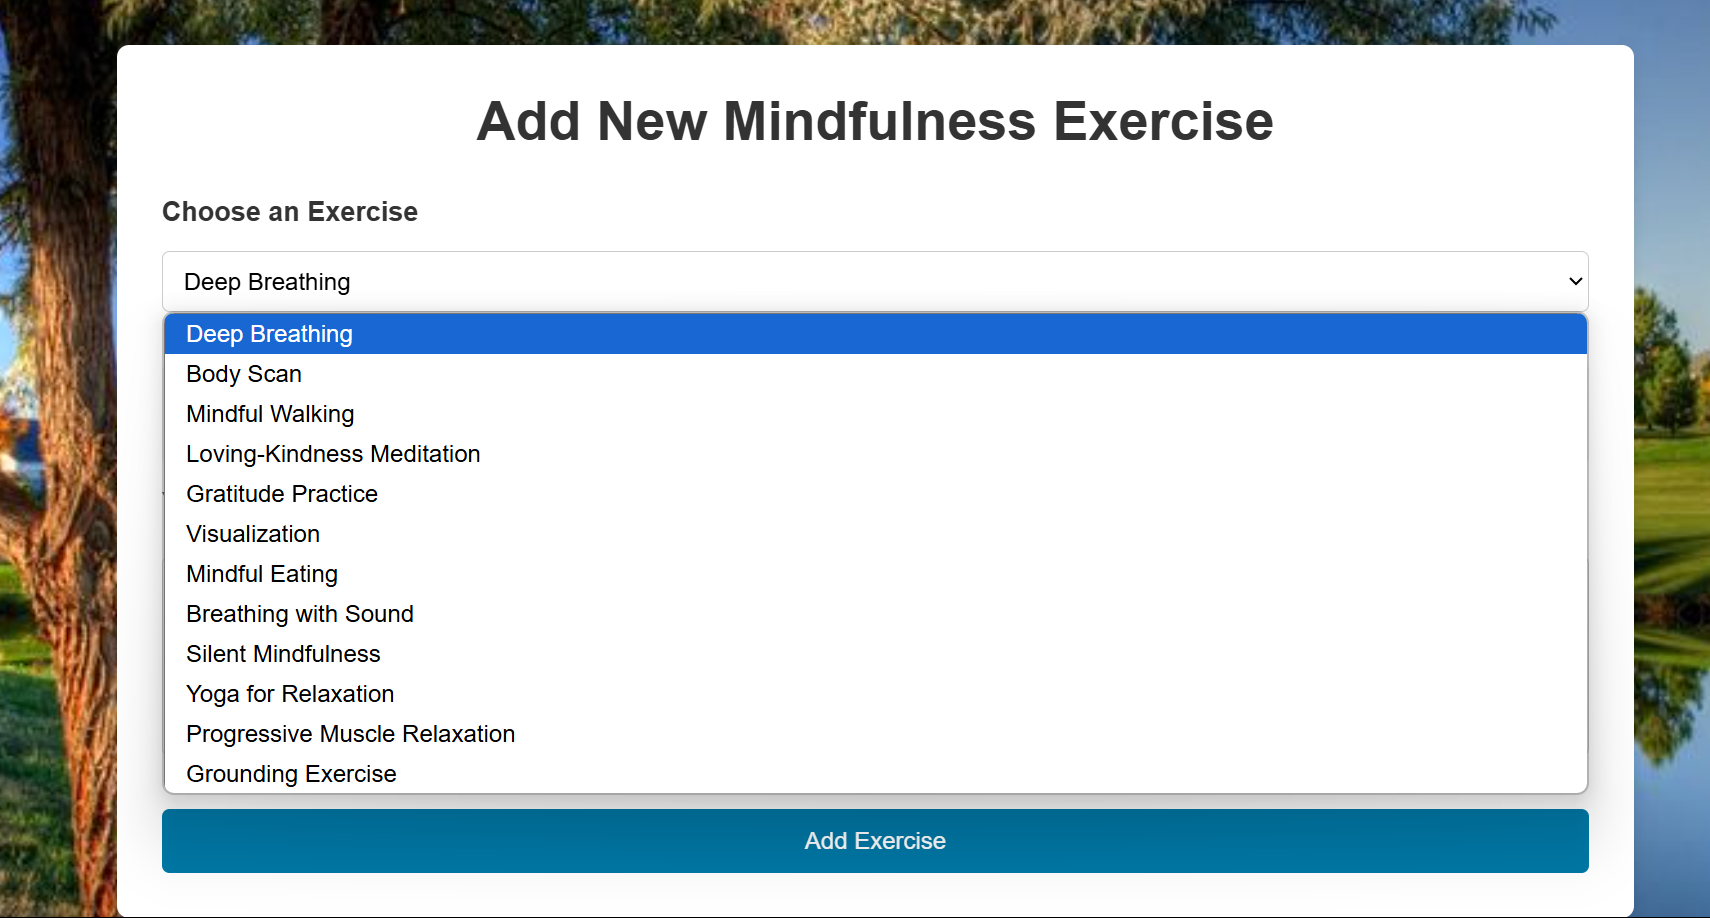 Add New Mindfulness Exercise
Choose an Exercise
Deep Breathing
Deep Breathing
Body Scan
Mindful Walking
Loving-Kindness Meditation
Gratitude Practice
Visualization
Mindful Eating
Breathing with Sound
Silent Mindfulness
Yoga for Relaxation
Progressive Muscle Relaxation
Grounding Exercise
Add Exercise